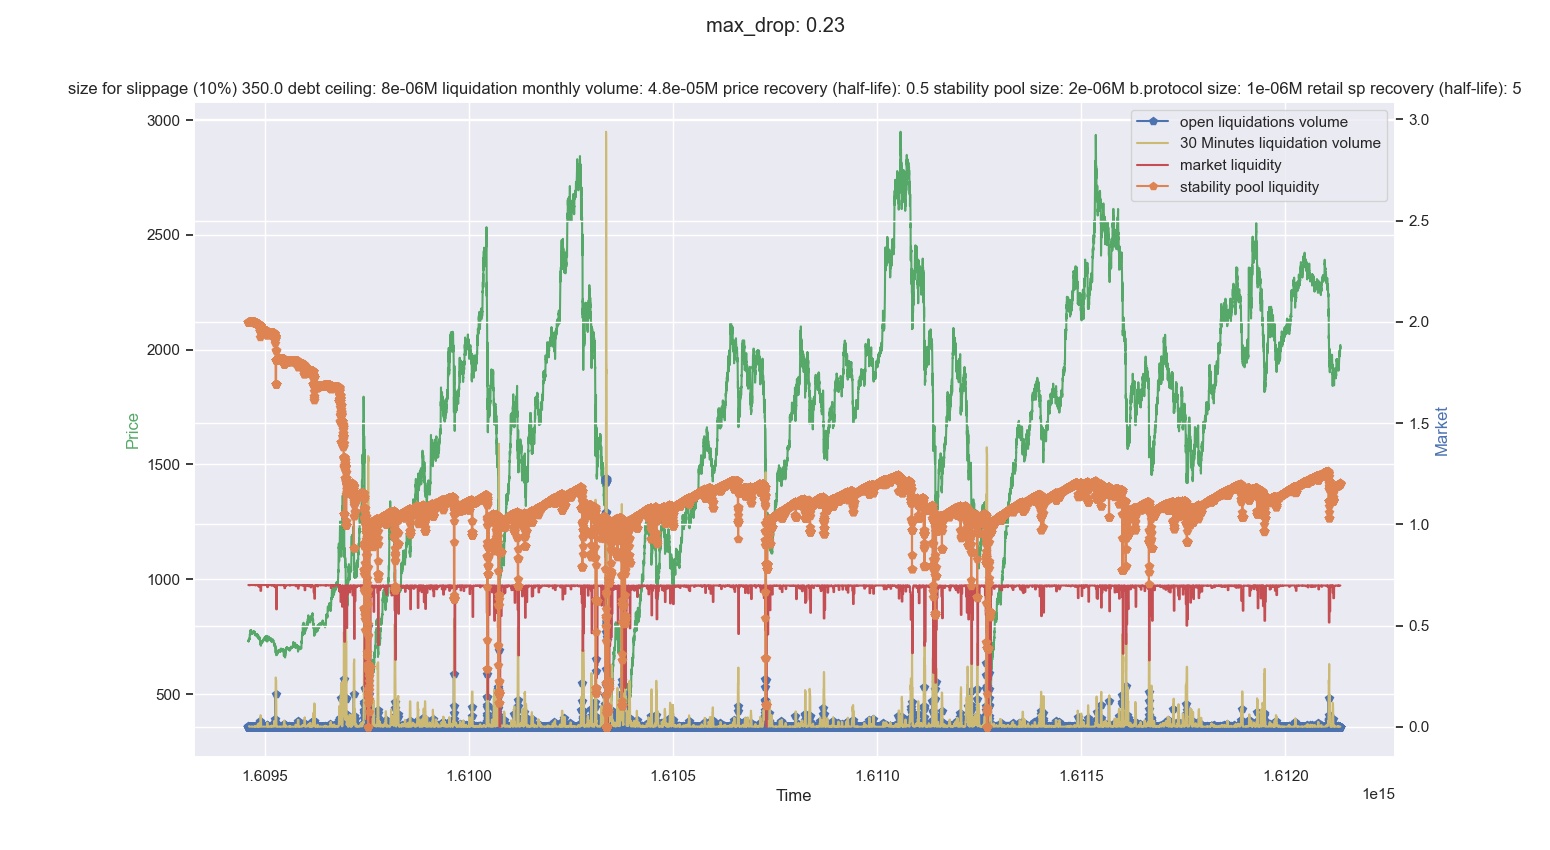 max_drop: 0.23
size for slippage (10%) 350.0 debt ceiling: 8e-06M liquidation monthly volume: 4.8e-05M price recovery (half-life): 0.5 stability pool size: 2e-06M b.protocol size: 1e-06M retail sp recovery (half-life): 5
open liquidations volume
30 Minutes liquidation volume
market liquidity
stability pool liquidity
3000
2500
2000
1500
1000
500
Price
3.0
2.5
2.0
1.5
1.0
0.5
0.0
Market
1.6095 1.6100 1.6105 1.6110 1.6115 1.6120
1e15
Time